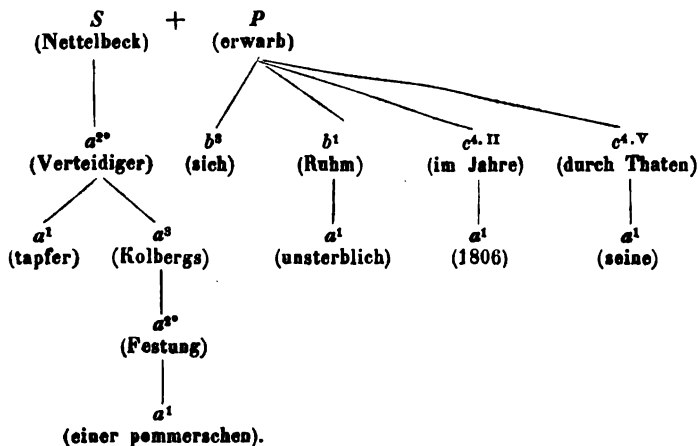 S + P
(Nettelbeck) (erwarb)
a²* b³ b¹ c⁴·ᴵᴵ c⁴·ⱽ
(Verteidiger) (sich) (Ruhm) (im Jahre) (durch Thaten)
a¹ a³ a¹ a¹ a¹
(tapfer) (Kolbergs) (unsterblich) (1806) (seine)
a²*
(Festung)
a¹
(einer pommerschen).